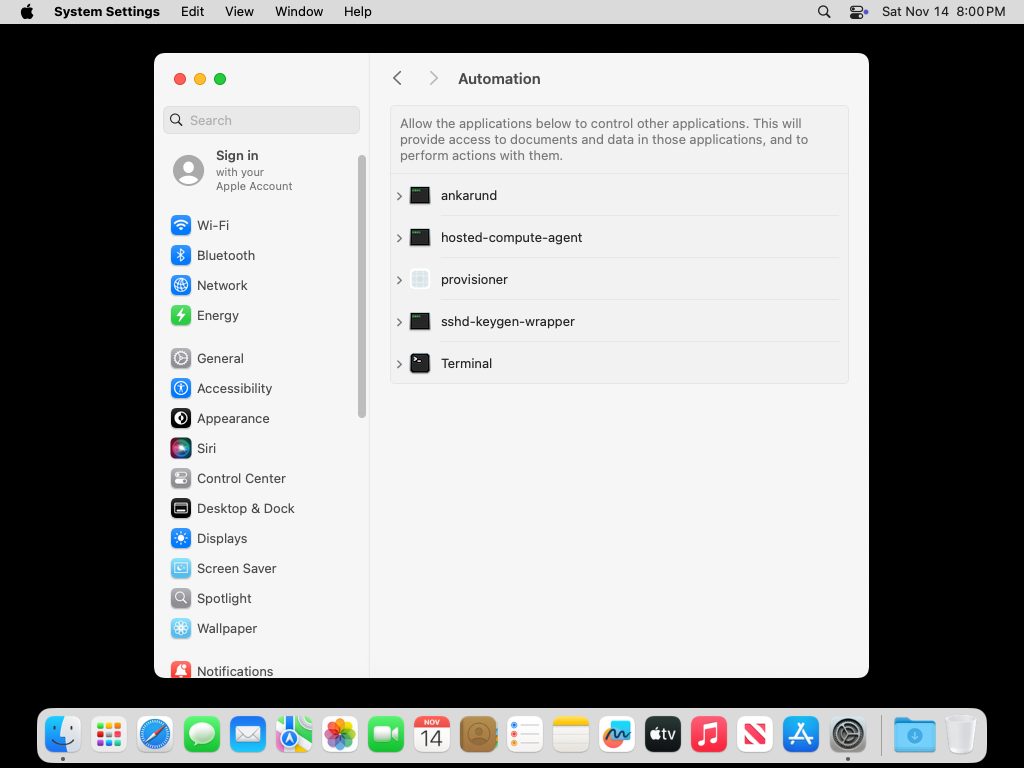 System Settings Edit View Window Help Sat Nov 14 8:00 PM
Automation
Search
Sign in
with your
Apple Account
Wi-Fi
Bluetooth
Network
Energy
General
Accessibility
Appearance
Siri
Control Center
Desktop & Dock
Displays
Screen Saver
Spotlight
Wallpaper
Notifications
Allow the applications below to control other applications. This will
provide access to documents and data in those applications, and to
perform actions with them.
ankarund
hosted-compute-agent
provisioner
sshd-keygen-wrapper
Terminal
NOV
14
tv